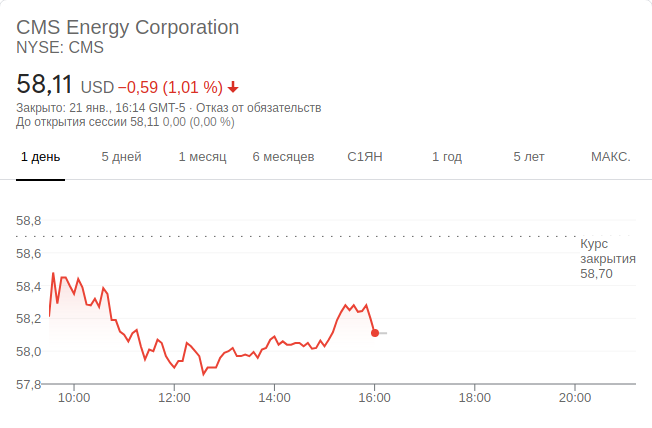 CMS Energy Corporation
NYSE: CMS
58,11 USD −0,59 (1,01 %)
Закрыто: 21 янв., 16:14 GMT-5 · Отказ от обязательств
До открытия сессии 58,11 0,00 (0,00 %)
1 день 5 дней 1 месяц 6 месяцев С1ЯН 1 год 5 лет МАКС.
58,8
Курс
закрытия
58,70
58,6
58,4
58,2
58,0
57,8
10:00 12:00 14:00 16:00 18:00 20:00